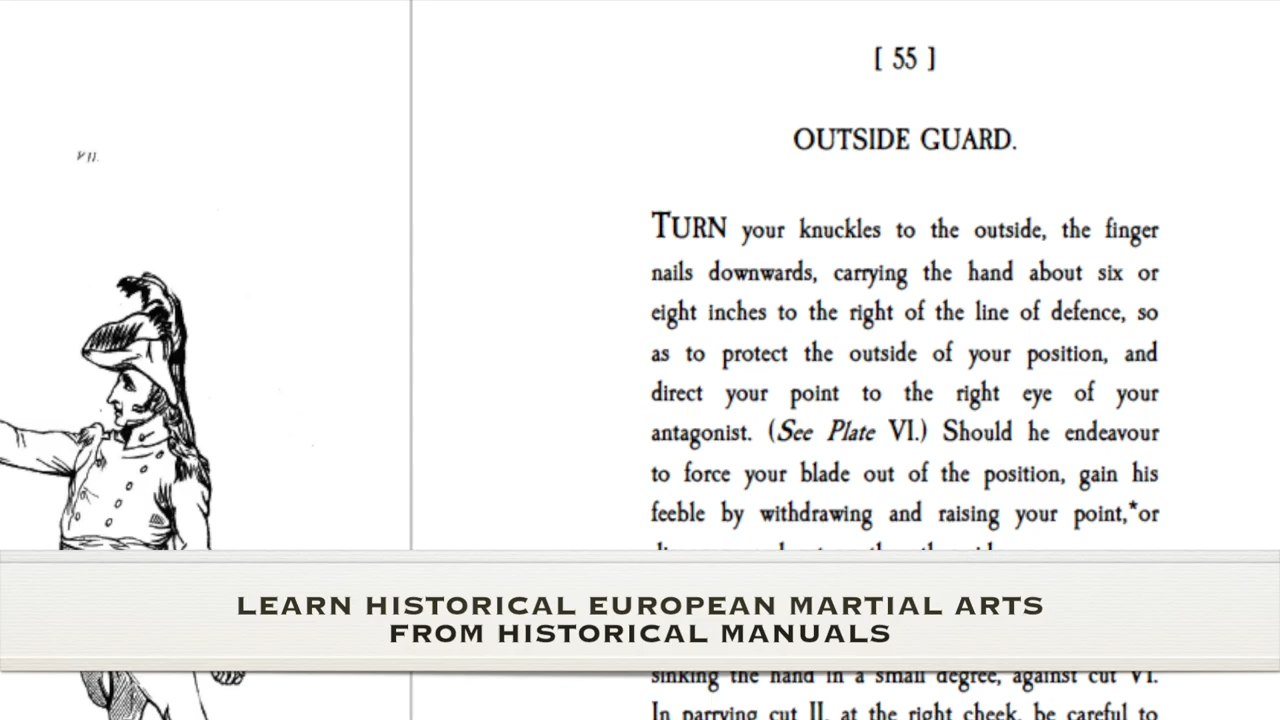 [ 55 ]
OUTSIDE GUARD.
VII.
TURN your knuckles to the outside, the finger
nails downwards, carrying the hand about six or
eight inches to the right of the line of defence, so
as to protect the outside of your position, and
direct your point to the right eye of your
antagonist. (See Plate VI.) Should he endeavour
to force your blade out of the position, gain his
feeble by withdrawing and raising your point,*or
LEARN HISTORICAL EUROPEAN MARTIAL ARTS
FROM HISTORICAL MANUALS
sinking the hand in a small degree, against cut VI.
In parrying cut II, at the right cheek, be careful to